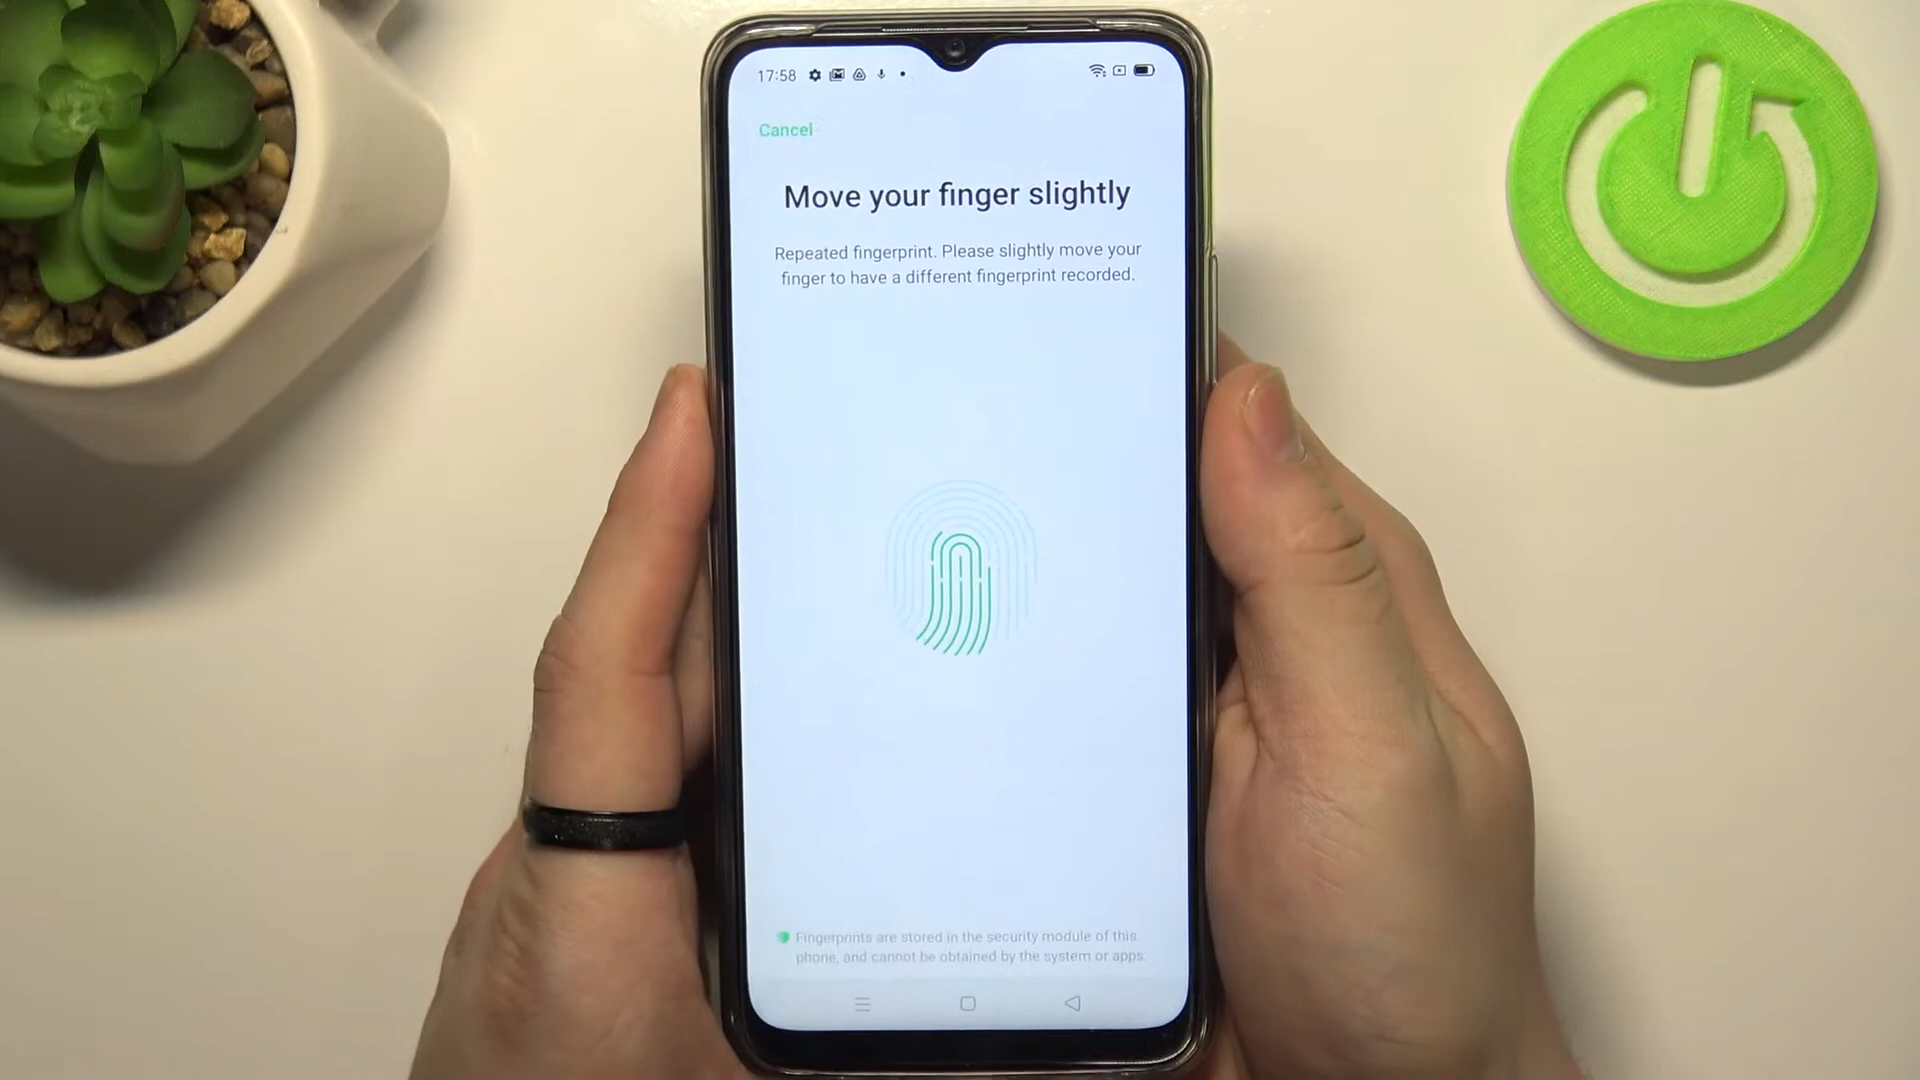 17:58
Cancel
Move your finger slightly
Repeated fingerprint. Please slightly move your
finger to have a different fingerprint recorded.
Fingerprints are stored in the security module of this
phone, and cannot be obtained by the system or apps.